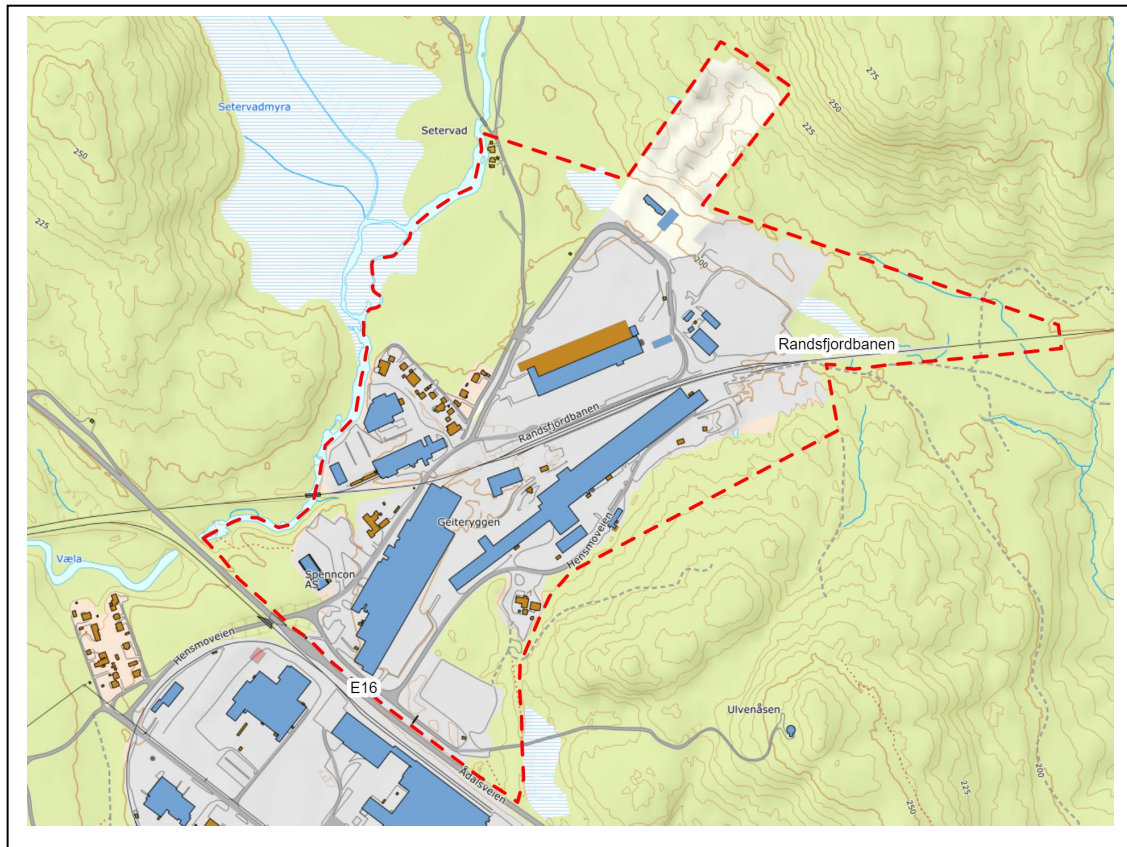 275
250
225
Setervadmyra
Setervad
250
225
200
Randsfjordbanen
Randsfjordbanen
Geiteryggen
Hensmoveien
Væla
Spenncon
AS
Hensmoveien
E16
Ulvenåsen
Ådalsveien
200
225
250